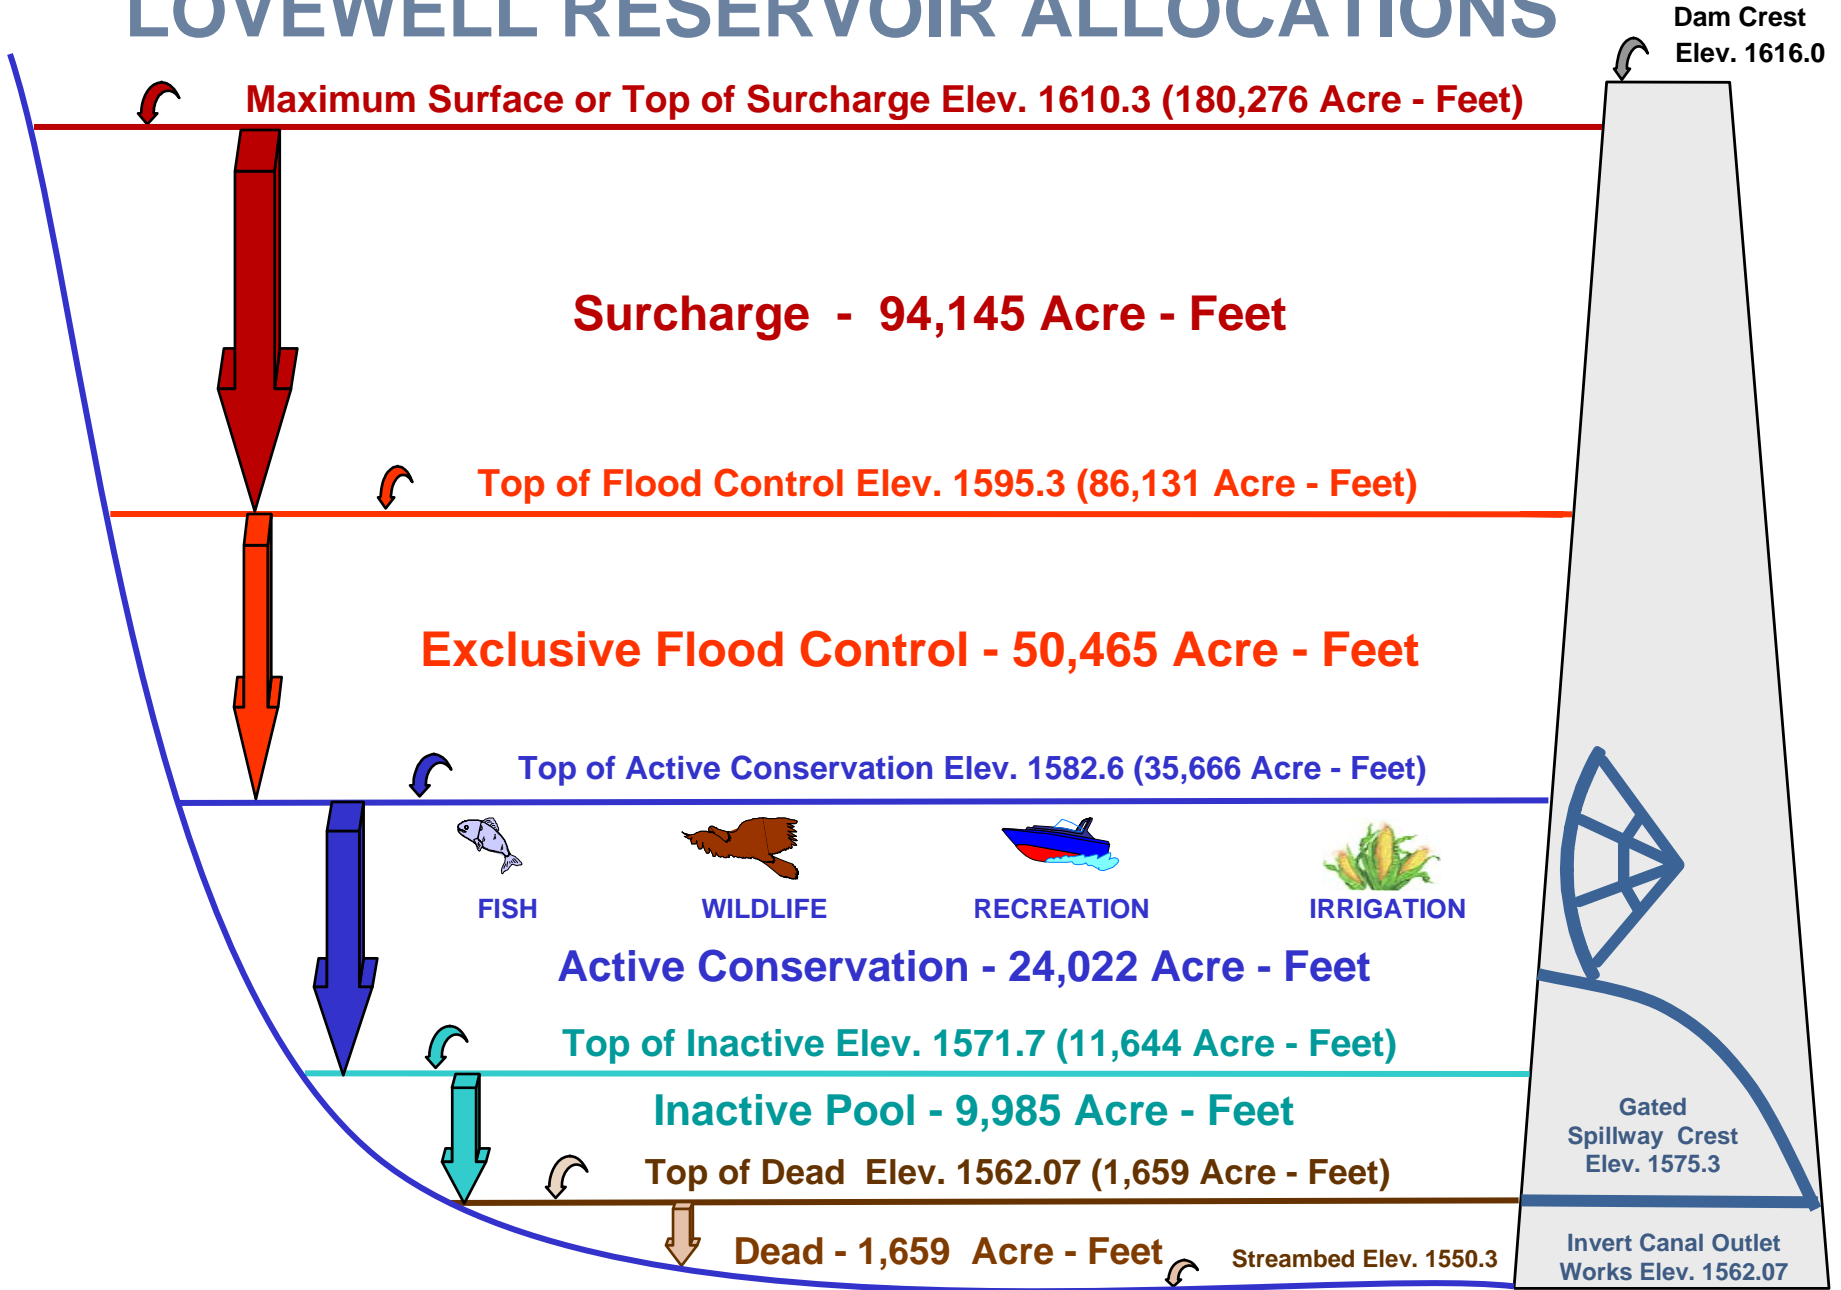 LOVEWELL RESERVOIR ALLOCATIONS
Dam Crest
Elev. 1616.0
Maximum Surface or Top of Surcharge Elev. 1610.3 (180,276 Acre - Feet)
Surcharge - 94,145 Acre - Feet
Top of Flood Control Elev. 1595.3 (86,131 Acre - Feet)
Exclusive Flood Control - 50,465 Acre - Feet
Top of Active Conservation Elev. 1582.6 (35,666 Acre - Feet)
FISH WILDLIFE RECREATION IRRIGATION
Active Conservation - 24,022 Acre - Feet
Top of Inactive Elev. 1571.7 (11,644 Acre - Feet)
Inactive Pool - 9,985 Acre - Feet
Gated
Spillway Crest
Elev. 1575.3
Top of Dead Elev. 1562.07 (1,659 Acre - Feet)
Dead - 1,659 Acre - Feet
Streambed Elev. 1550.3
Invert Canal Outlet
Works Elev. 1562.07